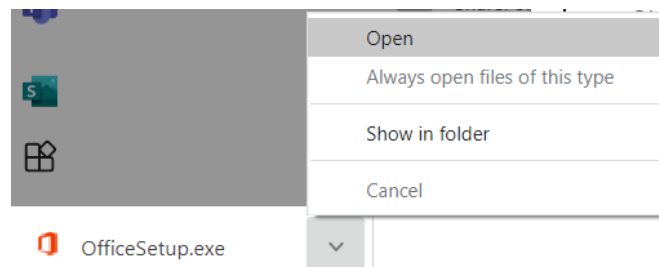 Open
Always open files of this type
Show in folder
Cancel
S
OfficeSetup.exe